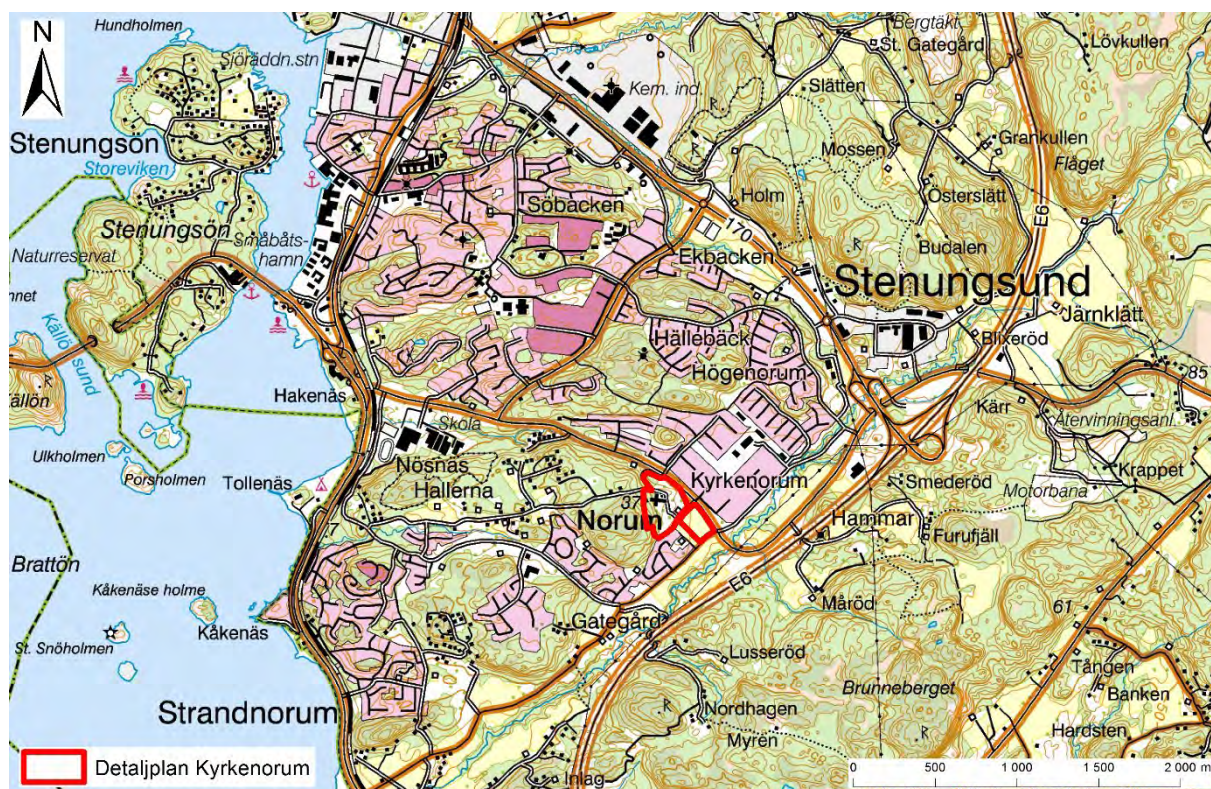 N
Hundholmen
Sjöräddn.stn
Bergtäkt
St. Gategård
Lövkullen
Kem. ind.
Slätten
Stenungsön
Storeviken
Grankullen
Mossen
Flåget
Stenungsön
Holm
Österslätt
Söbacken
170
E6
Småbåts-
hamn
Budalen
Naturreservat
Ekbacken
Stenungsund
Järnklätt
Källö sund
Hällebäck
Blixeröd
Högenorum
85
Hakenäs
Kärr
Återvinningsanl.
Skola
Ulkholmen
Porsholmen
Nösnäs
Hallerna
Kyrkenorum
Krappet
Tollenäs
Smederöd
Motorbana
37
Norum
Hammar
Furufjäll
Brattön
Kåkenäse holme
E6
Måröd
61
St. Snöholmen
Kåkenäs
Gategård
Lusseröd
Tången
Brunneberget
Banken
Nordhagen
Strandnorum
Hardsten
Myren
Detaljplan Kyrkenorum
Inlag
0 500 1 000 1 500 2 000 m